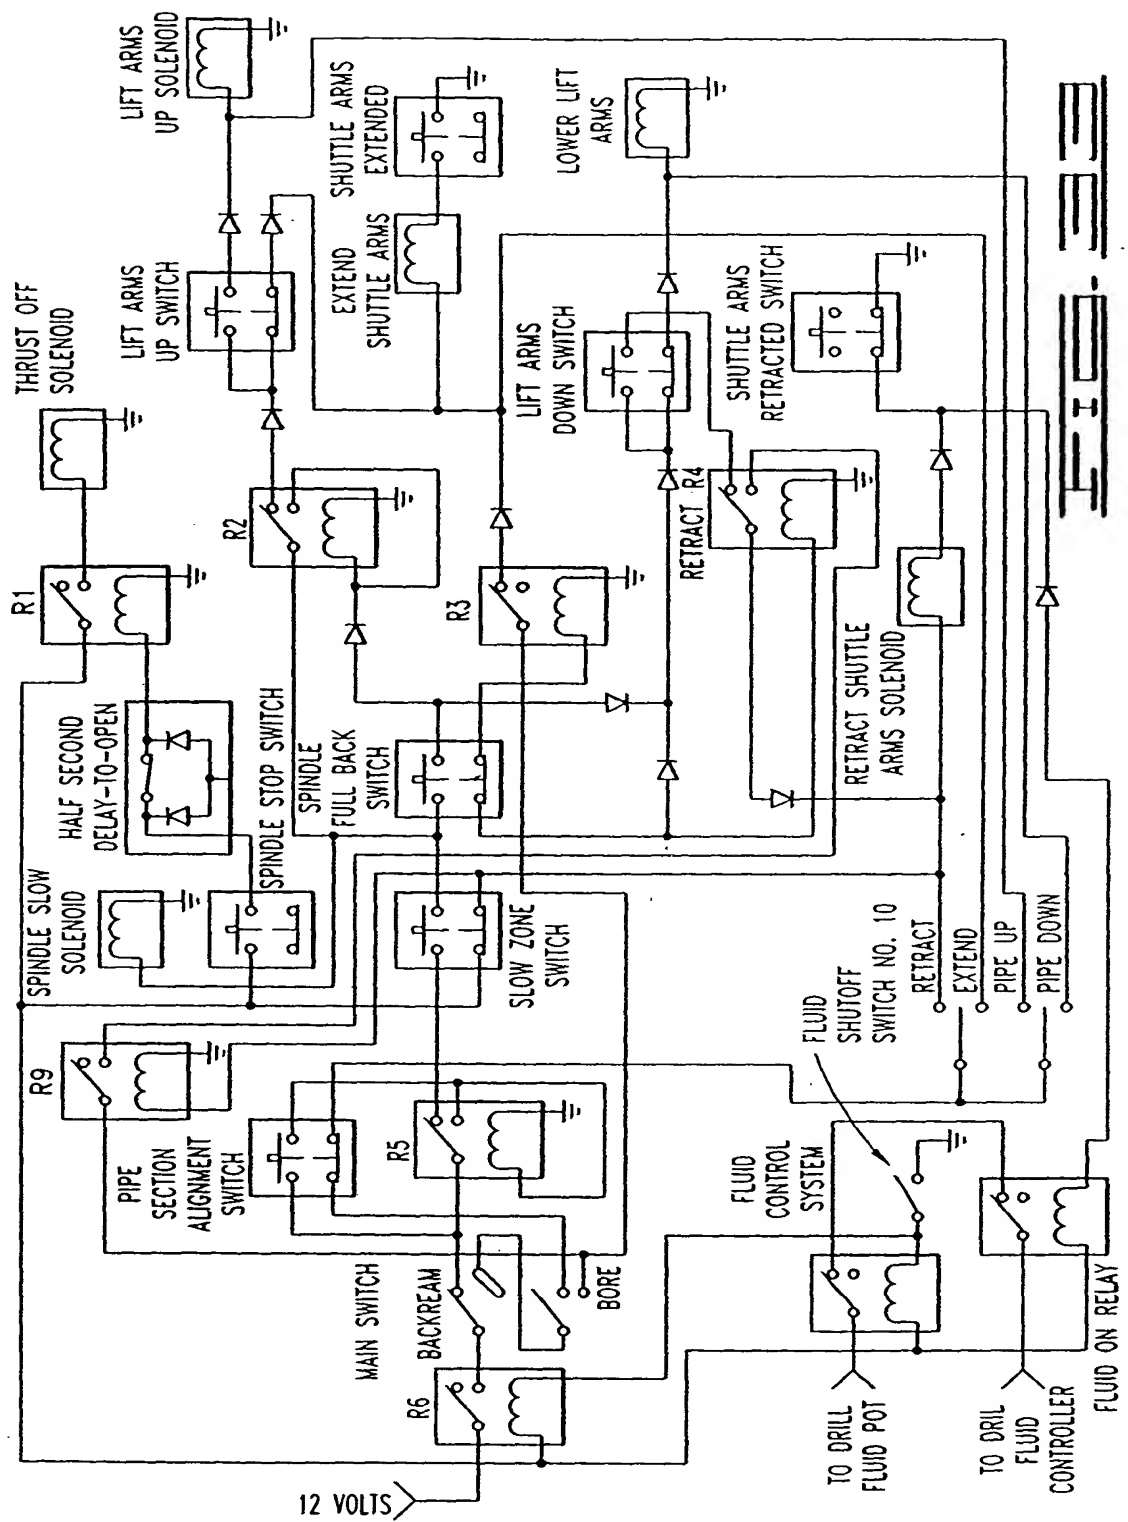 LIFT ARMS
UP SOLENOID
SHUTTLE ARMS
EXTENDED
LOWER LIFT
ARMS
THRUST OFF
SOLENOID
LIFT ARMS
UP SWITCH
EXTEND
SHUTTLE ARMS
LIFT ARMS
DOWN SWITCH
SHUTTLE ARMS
RETRACTED SWITCH
R1
R2
R3
RETRACT R4
HALF SECOND
DELAY-TO-OPEN
SPINDLE STOP SWITCH
SPINDLE
FULL BACK
SWITCH
RETRACT SHUTTLE
ARMS SOLENOID
SPINDLE SLOW
SOLENOID
SLOW ZONE
SWITCH
FLUID
SHUTOFF
SWITCH NO. 10
RETRACT
EXTEND
PIPE UP
PIPE DOWN
R9
PIPE
SECTION
ALIGNMENT
SWITCH
R5
FLUID
CONTROL
SYSTEM
MAIN SWITCH
BACKREAM
BORE
R6
12 VOLTS
TO DRILL
FLUID POT
TO DRIL
FLUID
CONTROLLER
FLUID ON RELAY